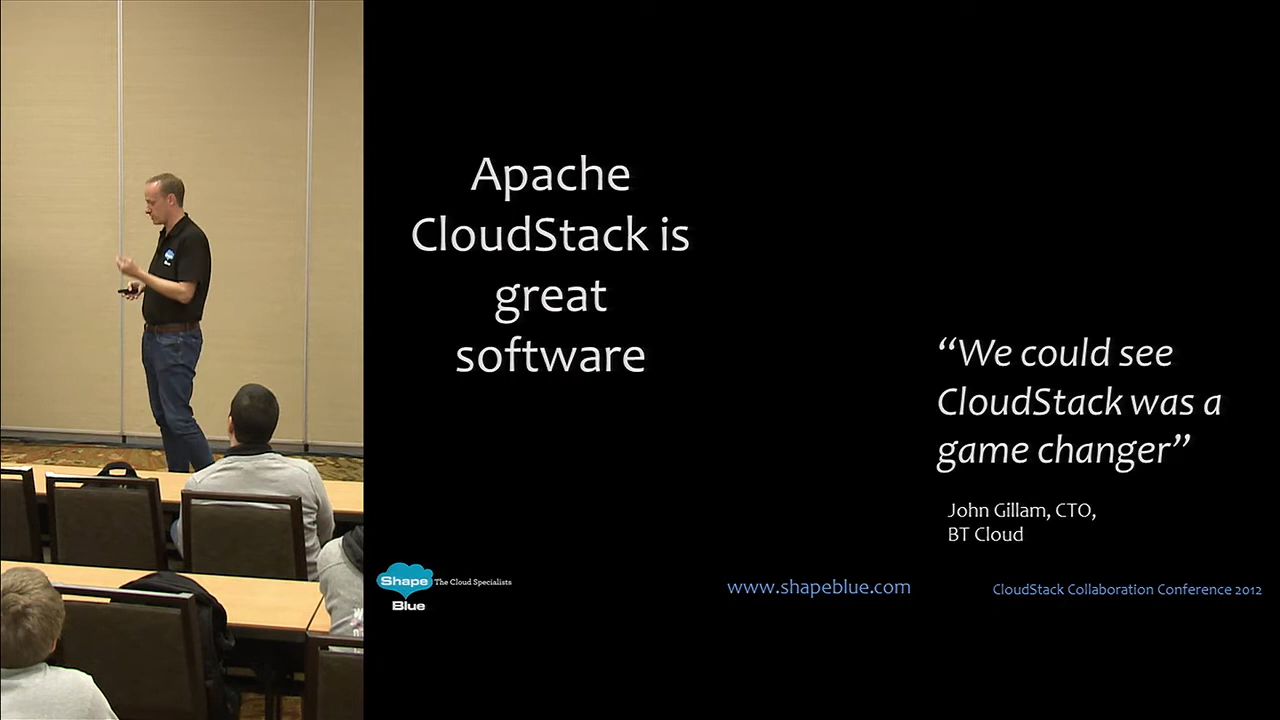 Apache
CloudStack is
great
software
“We could see
CloudStack was a
game changer”
John Gillam, CTO,
BT Cloud
Shape
Blue
The Cloud Specialists
www.shapeblue.com
CloudStack Collaboration Conference 2012